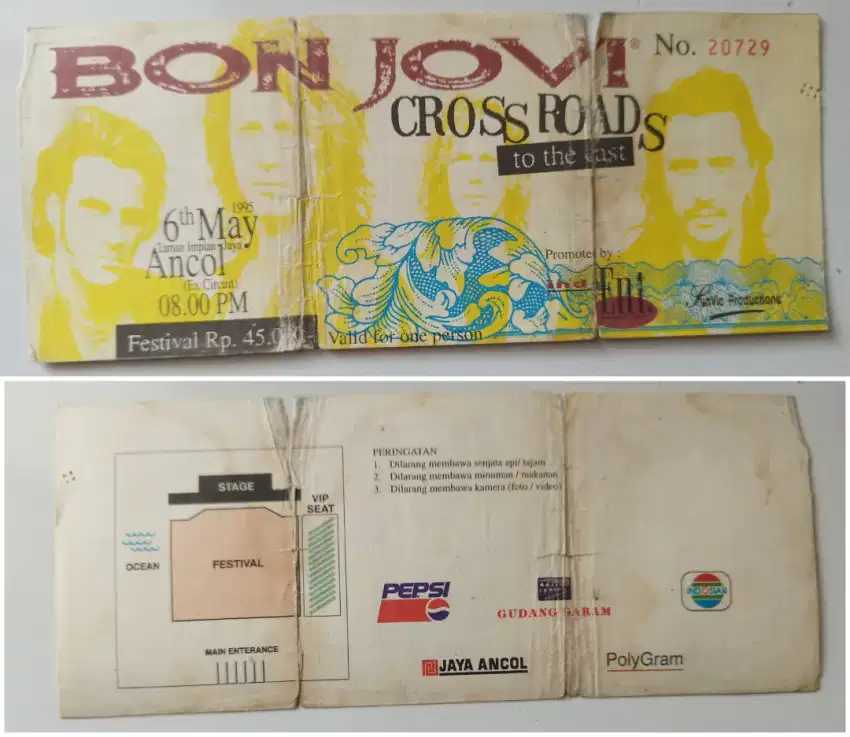 BON JOVI®
No. 20729
CROSS ROADS
to the east
1995
6th May
Taman Impian Jaya
Ancol
(Ex. Circuit)
08.00 PM
Promoted by :
Ent.
Festival Rp. 45.0
Valid for one person
PERINGATAN
1. Dilarang membawa senjata api/ tajam
2. Dilarang membawa minuman / makanan
3. Dilarang membawa kamera (foto / video)
STAGE
VIP
SEAT
OCEAN
FESTIVAL
MAIN ENTERANCE
PEPSI
GUDANG GARAM
INDOSIAR
JAYA ANCOL
PolyGram